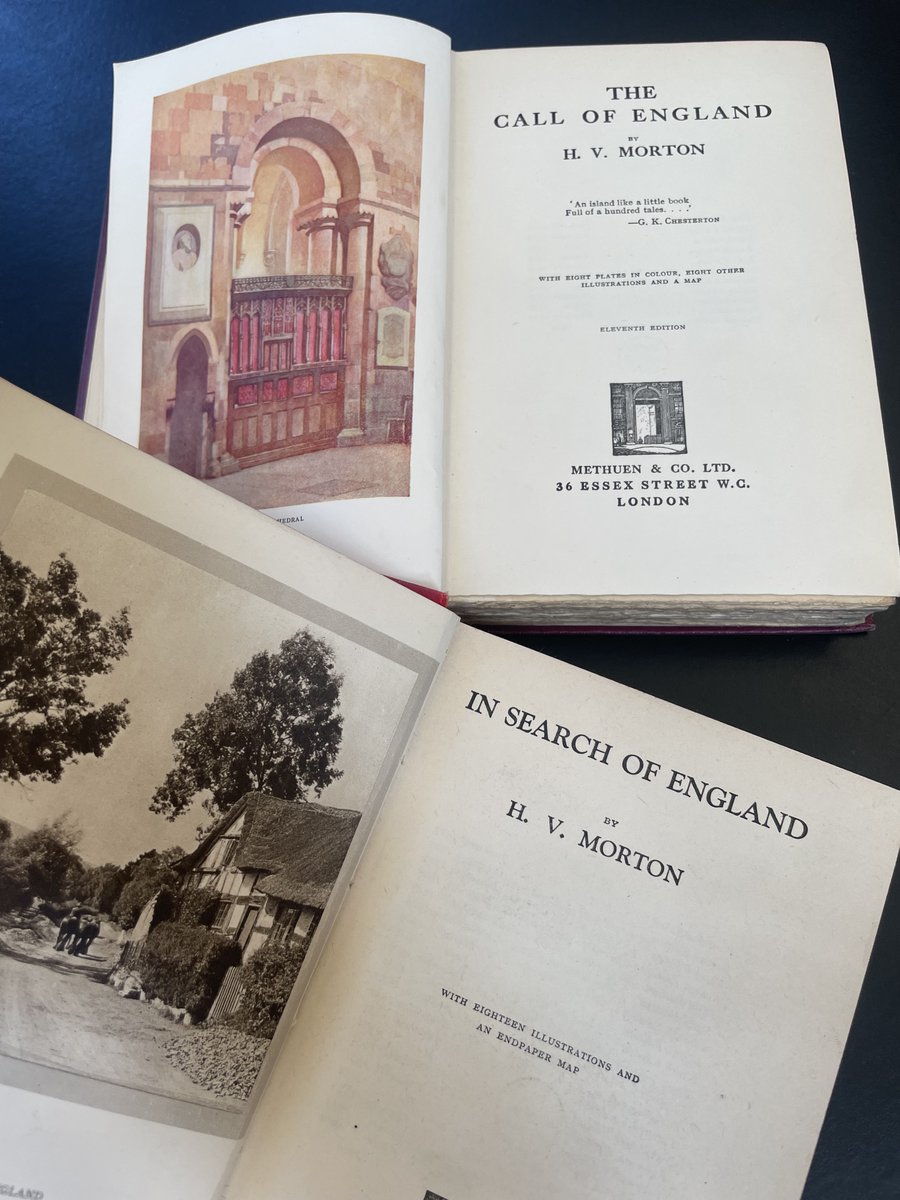 THE
CALL OF ENGLAND
BY
H. V. MORTON
'An island like a little book
Full of a hundred tales. . . .'
—G. K. CHESTERTON
WITH EIGHT PLATES IN COLOUR, EIGHT OTHER
ILLUSTRATIONS AND A MAP
ELEVENTH EDITION
METHUEN & CO. LTD.
36 ESSEX STREET W.C.
LONDON
IN SEARCH OF ENGLAND
BY
H. V. MORTON
WITH EIGHTEEN ILLUSTRATIONS AND
AN ENDPAPER MAP